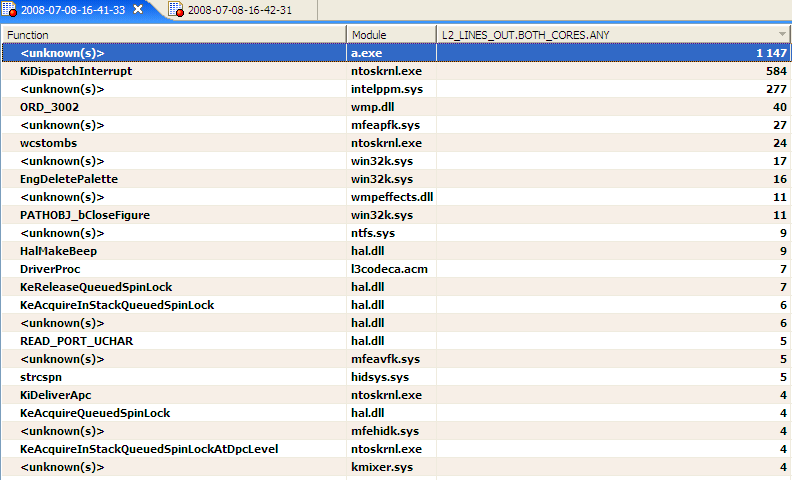 2008-07-08-16-41-33 2008-07-08-16-42-31
Function Module L2_LINES_OUT.BOTH_CORES.ANY
<unknown(s)> a.exe 1 147
KiDispatchInterrupt ntoskrnl.exe 584
<unknown(s)> intelppm.sys 277
ORD_3002 wmp.dll 40
<unknown(s)> mfeapfk.sys 27
wcstombs ntoskrnl.exe 24
<unknown(s)> win32k.sys 17
EngDeletePalette win32k.sys 16
<unknown(s)> wmpeffects.dll 11
PATHOBJ_bCloseFigure win32k.sys 11
<unknown(s)> ntfs.sys 9
HalMakeBeep hal.dll 9
DriverProc l3codeca.acm 7
KeReleaseQueuedSpinLock hal.dll 7
KeAcquireInStackQueuedSpinLock hal.dll 6
<unknown(s)> hal.dll 6
READ_PORT_UCHAR hal.dll 5
<unknown(s)> mfeavfk.sys 5
strcspn hidsys.sys 5
KiDeliverApc ntoskrnl.exe 4
KeAcquireQueuedSpinLock hal.dll 4
<unknown(s)> mfehidk.sys 4
KeAcquireInStackQueuedSpinLockAtDpcLevel ntoskrnl.exe 4
<unknown(s)> kmixer.sys 4